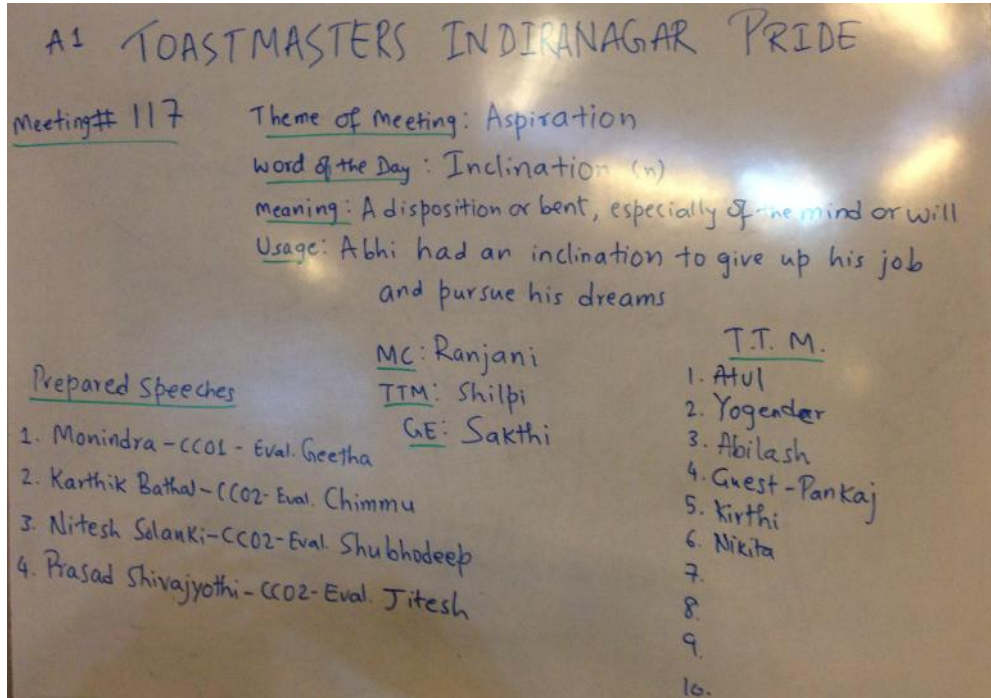 A1 TOASTMASTERS INDIRANAGAR PRIDE
Meeting# 117
Theme of Meeting: Aspiration
Word of the Day: Inclination (n)
Meaning: A disposition or bent, especially of the mind or will
Usage: Abhi had an inclination to give up his job
and pursue his dreams
MC: Ranjani
TTM: Shilpi
GE: Sakthi
Prepared Speeches
1. Monindra-CC01 - Eval. Geetha
2. Karthik Bathal-CC02-Eval. Chimmu
3. Nitesh Solanki-CC02-Eval. Shubhodeep
4. Prasad Shivajyothi-CC02-Eval. Jitesh
T.T. M.
1. Atul
2. Yogender
3. Abilash
4. Guest-Pankaj
5. Kirthi
6. Nikita
7.
8.
9.
10.